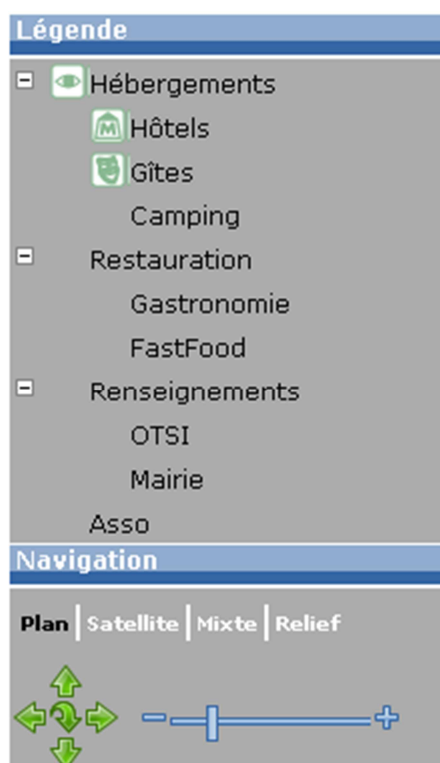 Légende
Hébergements
Hôtels
Gîtes
Camping
Restauration
Gastronomie
FastFood
Renseignements
OTSI
Mairie
Asso
Navigation
Plan Satellite Mixte Relief